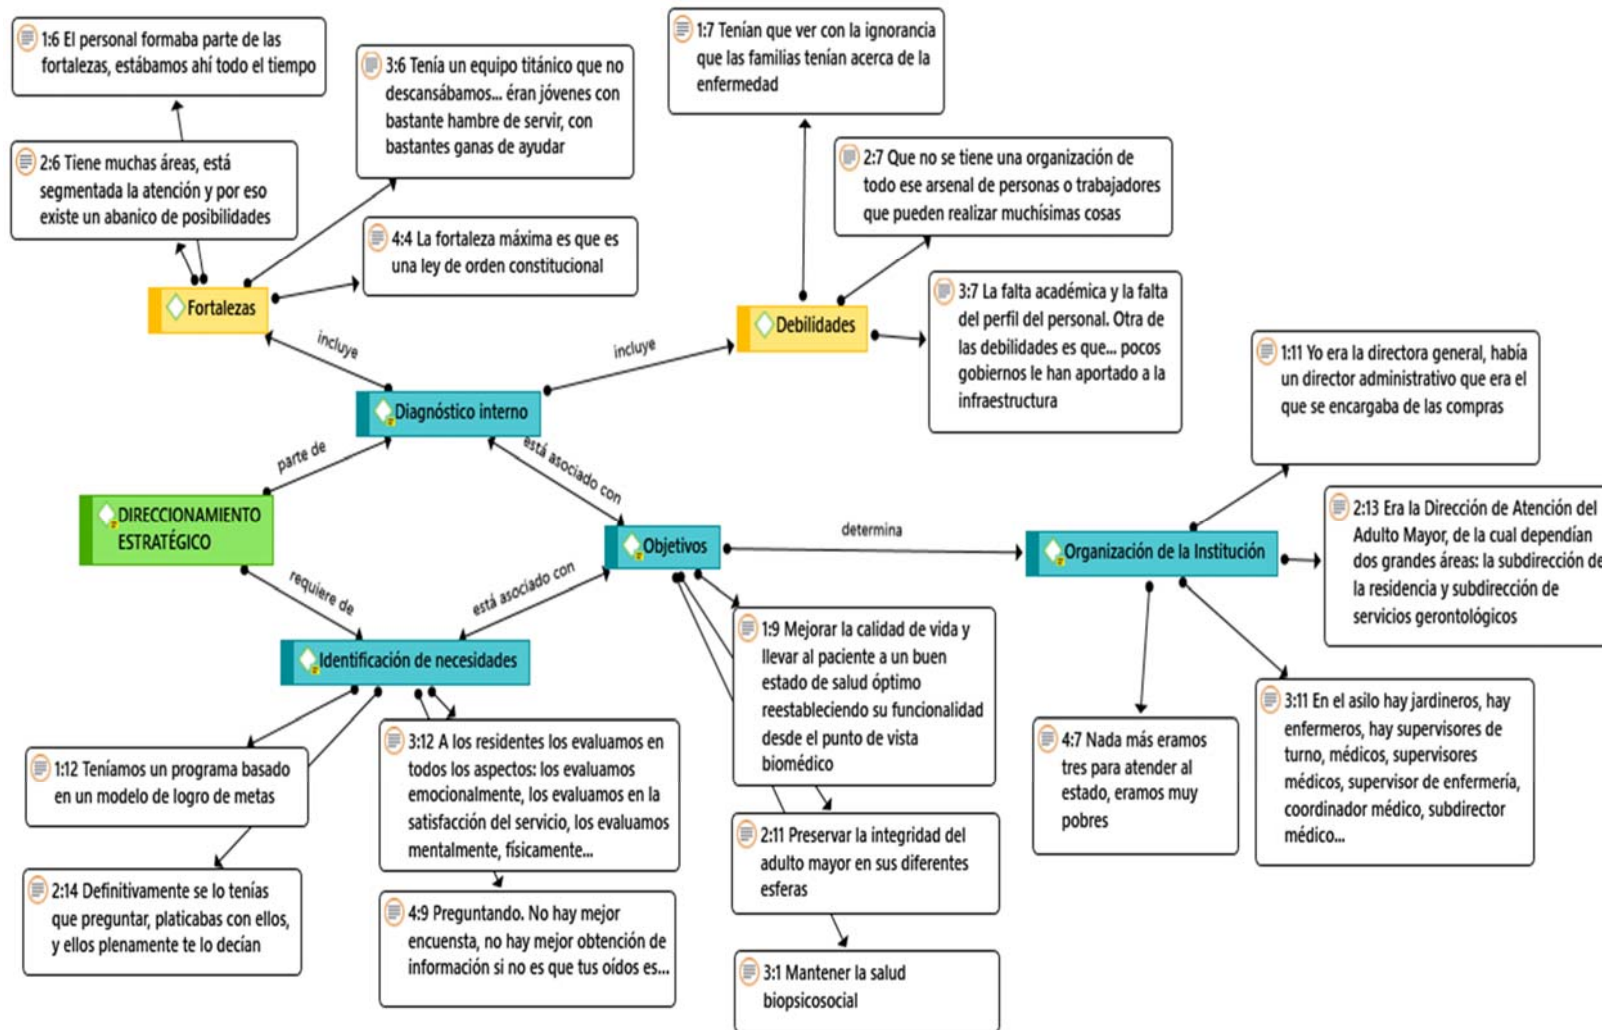 1:6 El personal formaba parte de las
fortalezas, estábamos ahí todo el tiempo
3:6 Tenía un equipo titánico que no
descansábamos... éran jóvenes con
bastante hambre de servir, con
bastantes ganas de ayudar
1:7 Tenían que ver con la ignorancia
que las familias tenían acerca de la
enfermedad
2:6 Tiene muchas áreas, está
segmentada la atención y por eso
existe un abanico de posibilidades
2:7 Que no se tiene una organización de
todo ese arsenal de personas o trabajadores
que pueden realizar muchísimas cosas
4:4 La fortaleza máxima es que es
una ley de orden constitucional
3:7 La falta académica y la falta
del perfil del personal. Otra de
las debilidades es que... pocos
gobiernos le han aportado a la
infraestructura
Fortalezas
Debilidades
incluye
incluye
1:11 Yo era la directora general, había
un director administrativo que era el
que se encargaba de las compras
Diagnóstico interno
parte de
está asociado con
DIRECCIONAMIENTO
ESTRATÉGICO
Objetivos
determina
Organización de la Institución
2:13 Era la Dirección de Atención del
Adulto Mayor, de la cual dependían
dos grandes áreas: la subdirección de
la residencia y subdirección de
servicios gerontológicos
requiere de
está asociado con
Identificación de necesidades
1:9 Mejorar la calidad de vida y
llevar al paciente a un buen
estado de salud óptimo
reestableciendo su funcionalidad
desde el punto de vista
biomédico
3:11 En el asilo hay jardineros, hay
enfermeros, hay supervisores de
turno, médicos, supervisores
médicos, supervisor de enfermería,
coordinador médico, subdirector
médico...
4:7 Nada más eramos
tres para atender al
estado, eramos muy
pobres
1:12 Teníamos un programa basado
en un modelo de logro de metas
3:12 A los residentes los evaluamos en
todos los aspectos: los evaluamos
emocionalmente, los evaluamos en la
satisfacción del servicio, los evaluamos
mentalmente, físicamente...
2:11 Preservar la integridad del
adulto mayor en sus diferentes
esferas
2:14 Definitivamente se lo tenías
que preguntar, platicabas con ellos,
y ellos plenamente te lo decían
4:9 Preguntando. No hay mejor
encuensta, no hay mejor obtención de
información si no es que tus oídos es...
3:1 Mantener la salud
biopsicosocial